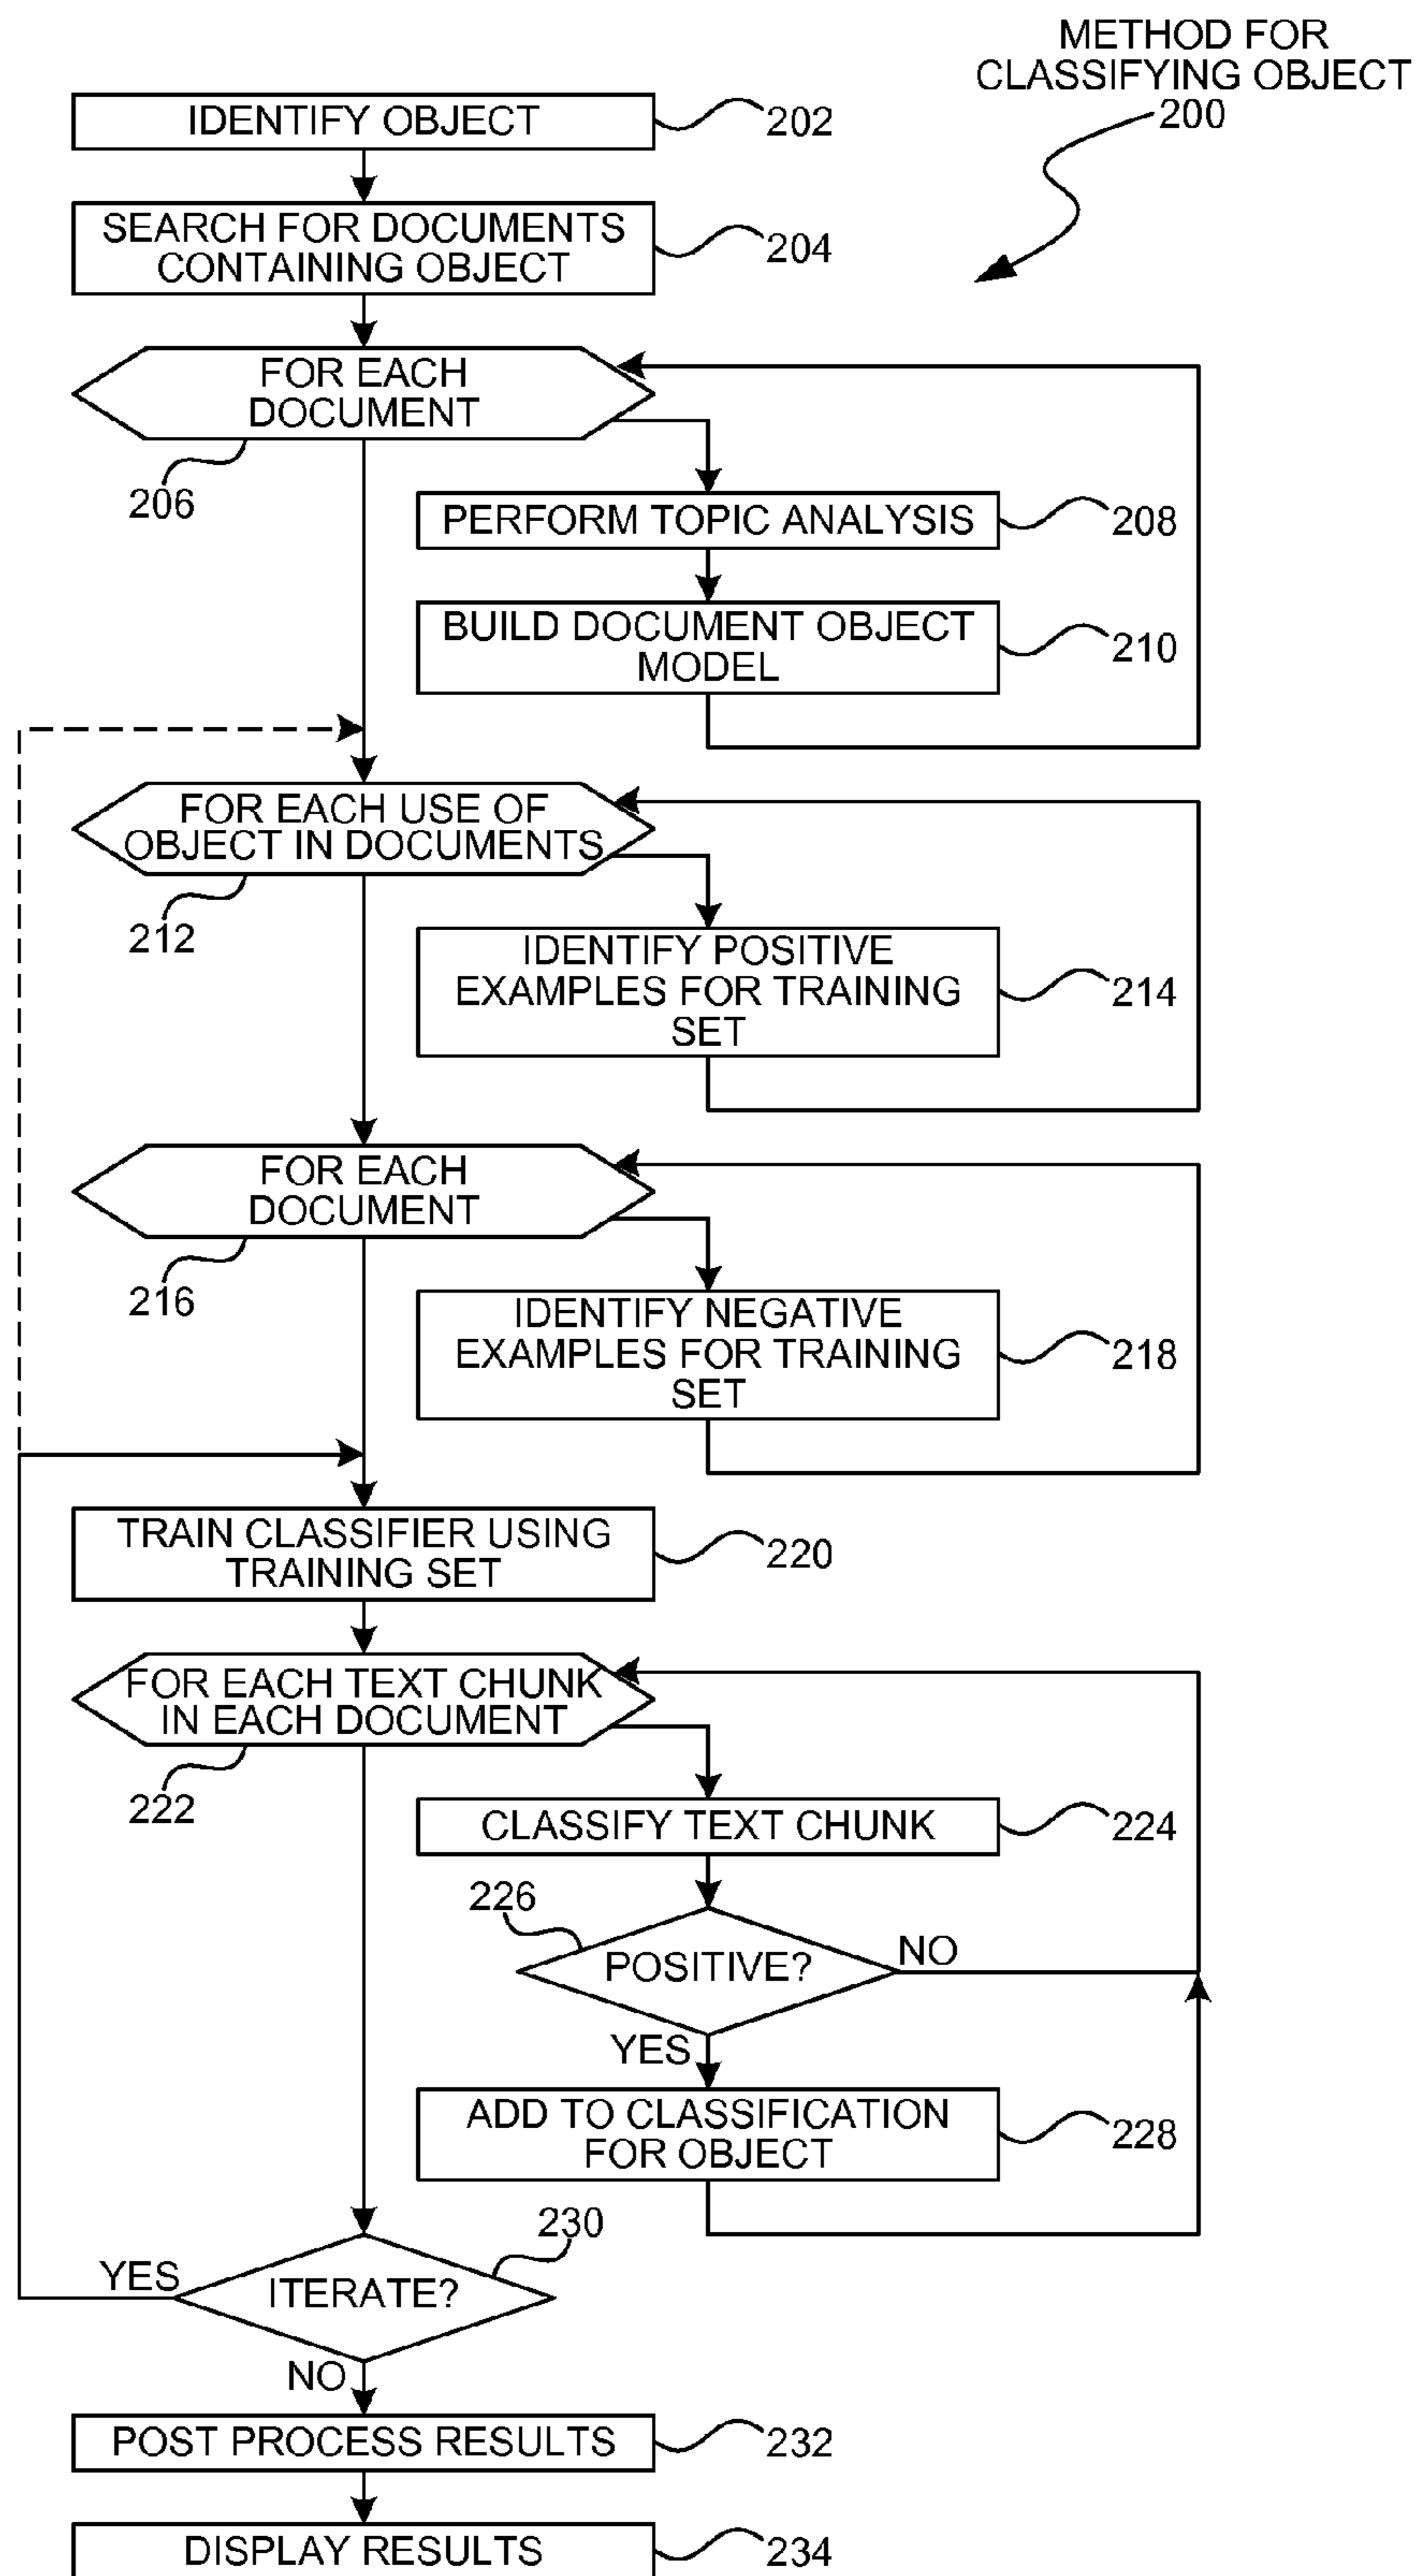 METHOD FOR
CLASSIFYING OBJECT
200
IDENTIFY OBJECT
202
SEARCH FOR DOCUMENTS
CONTAINING OBJECT
204
FOR EACH
DOCUMENT
206
PERFORM TOPIC ANALYSIS
208
BUILD DOCUMENT OBJECT
MODEL
210
FOR EACH USE OF
OBJECT IN DOCUMENTS
212
IDENTIFY POSITIVE
EXAMPLES FOR TRAINING
SET
214
FOR EACH
DOCUMENT
216
IDENTIFY NEGATIVE
EXAMPLES FOR TRAINING
SET
218
TRAIN CLASSIFIER USING
TRAINING SET
220
FOR EACH TEXT CHUNK
IN EACH DOCUMENT
222
CLASSIFY TEXT CHUNK
224
226
POSITIVE?
NO
YES
ADD TO CLASSIFICATION
FOR OBJECT
228
230
YES
ITERATE?
NO
POST PROCESS RESULTS
232
DISPLAY RESULTS
234